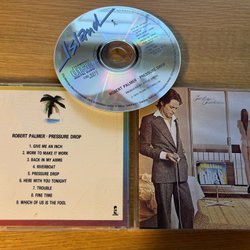 Island
ROBERT PALMER · PRESSURE DROP
ROBERT PALMER · PRESSURE DROP
1. GIVE ME AN INCH
2. WORK TO MAKE IT WORK
3. BACK IN MY ARMS
4. RIVERBOAT
5. PRESSURE DROP
6. HERE WITH YOU TONIGHT
7. TROUBLE
8. FINE TIME
9. WHICH OF US IS THE FOOL